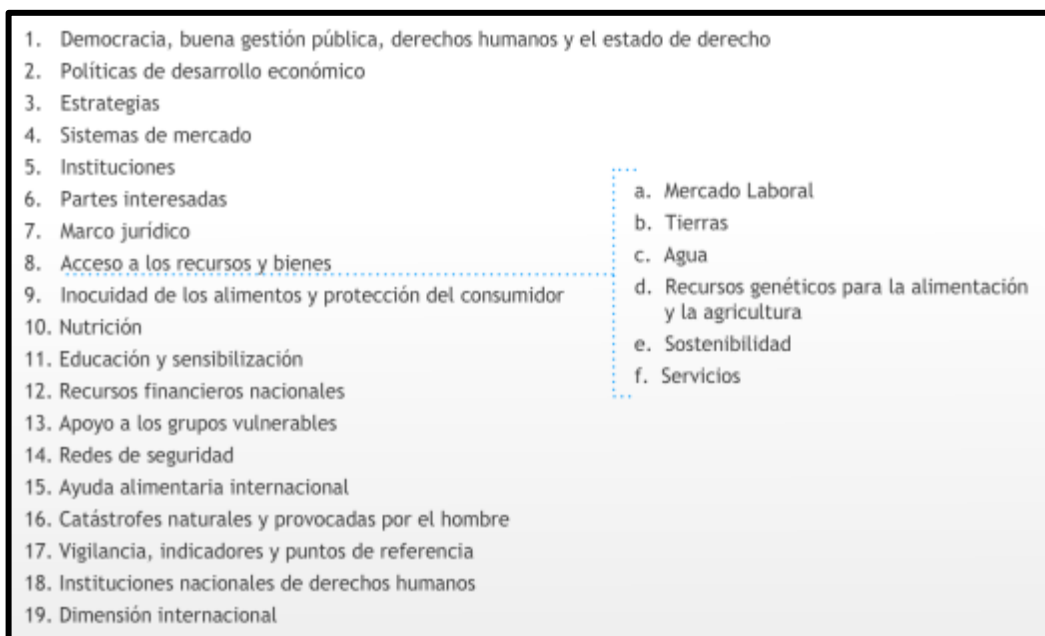 1. Democracia, buena gestión pública, derechos humanos y el estado de derecho
2. Políticas de desarrollo económico
3. Estrategias
4. Sistemas de mercado
5. Instituciones
6. Partes interesadas
7. Marco jurídico
8. Acceso a los recursos y bienes
9. Inocuidad de los alimentos y protección del consumidor
10. Nutrición
11. Educación y sensibilización
12. Recursos financieros nacionales
13. Apoyo a los grupos vulnerables
14. Redes de seguridad
15. Ayuda alimentaria internacional
16. Catástrofes naturales y provocadas por el hombre
17. Vigilancia, indicadores y puntos de referencia
18. Instituciones nacionales de derechos humanos
19. Dimensión internacional
a. Mercado Laboral
b. Tierras
c. Agua
d. Recursos genéticos para la alimentación
y la agricultura
e. Sostenibilidad
f. Servicios